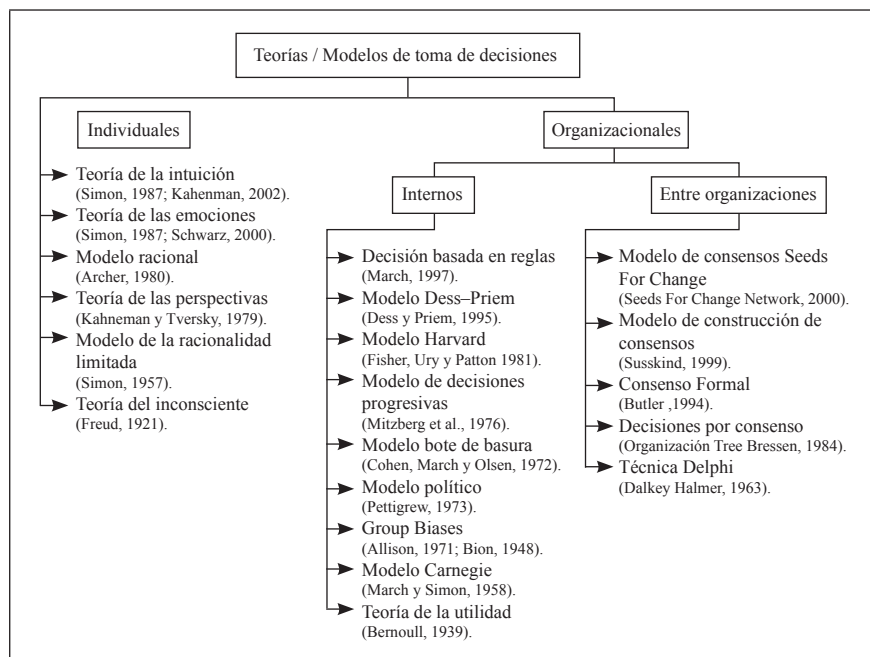 Teorías / Modelos de toma de decisiones
Individuales
Teoría de la intuición
(Simon, 1987; Kahenman, 2002).
Teoría de las emociones
(Simon, 1987; Schwarz, 2000).
Modelo racional
(Archer, 1980).
Teoría de las perspectivas
(Kahneman y Tversky, 1979).
Modelo de la racionalidad
limitada
(Simon, 1957).
Teoría del inconsciente
(Freud, 1921).
Organizacionales
Internos
Decisión basada en reglas
(March, 1997).
Modelo Dess–Priem
(Dess y Priem, 1995).
Modelo Harvard
(Fisher, Ury y Patton 1981).
Modelo de decisiones
progresivas
(Mitzberg et al., 1976).
Modelo bote de basura
(Cohen, March y Olsen, 1972).
Modelo político
(Pettigrew, 1973).
Group Biases
(Allison, 1971; Bion, 1948).
Modelo Carnegie
(March y Simon, 1958).
Teoría de la utilidad
(Bernoull, 1939).
Entre organizaciones
Modelo de consensos Seeds
For Change
(Seeds For Change Network, 2000).
Modelo de construcción de
consensos
(Susskind, 1999).
Consenso Formal
(Butler ,1994).
Decisiones por consenso
(Organización Tree Bressen, 1984).
Técnica Delphi
(Dalkey Halmer, 1963).